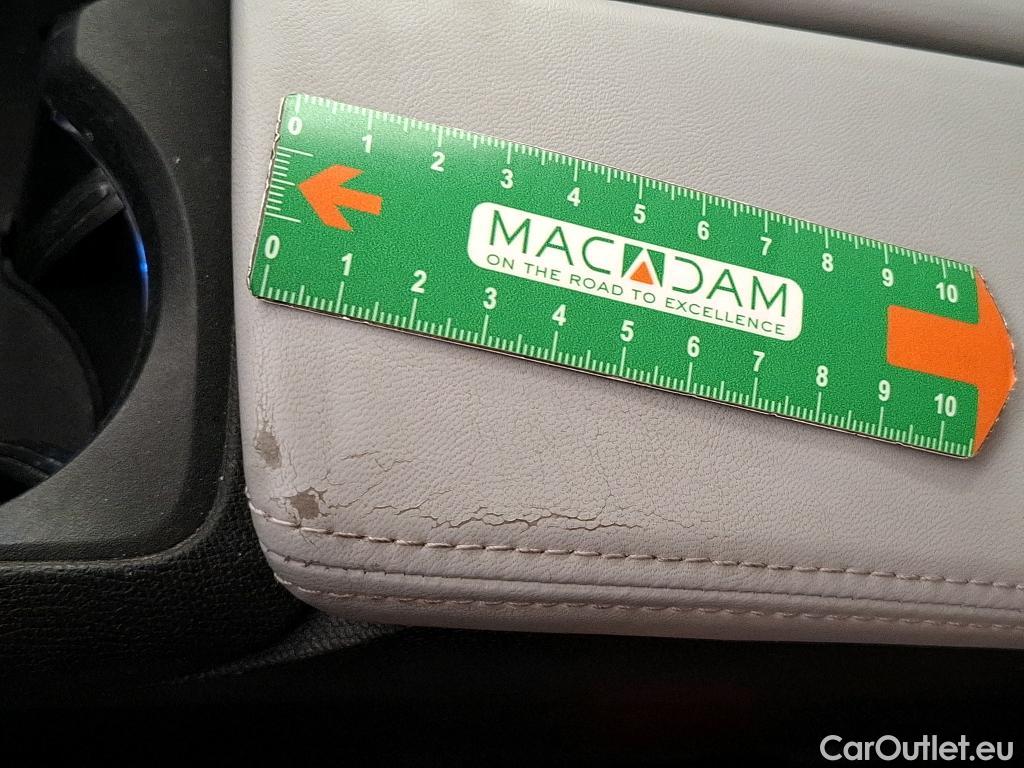 0 1 2 3 4 5 6 7 8 9 10
MACADAM
ON THE ROAD TO EXCELLENCE
0 1 2 3 4 5 6 7 8 9 10
CarOutlet.eu